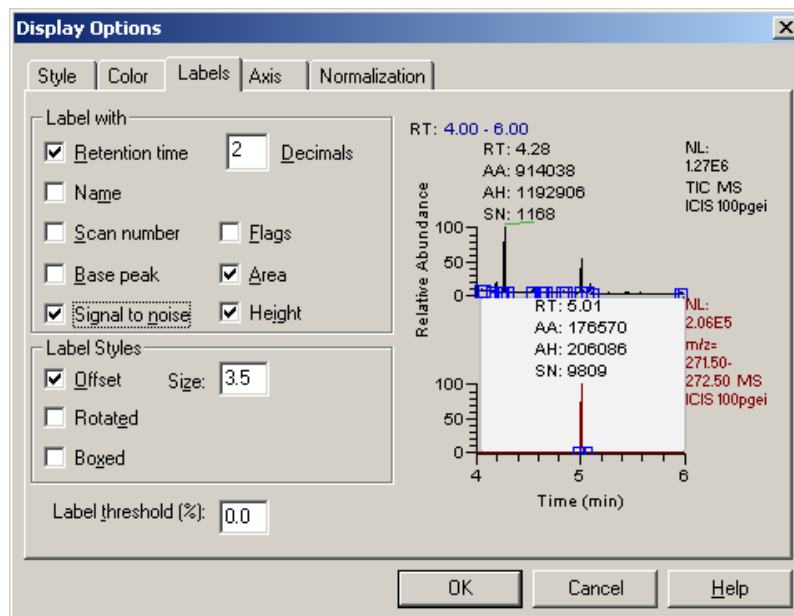 Display Options
Style Color Labels Axis Normalization
Label with
Retention time 2 Decimals
Name
Scan number Flags
Base peak Area
Signal to noise Height
Label Styles
Offset Size: 3.5
Rotated
Boxed
Label threshold (%): 0.0
RT: 4.00 - 6.00
RT: 4.28
AA: 914038
AH: 1192906
SN: 1168
NL:
1.27E6
TIC MS
ICIS 100pgei
Relative Abundance
100
50
0
RT: 5.01
AA: 176570
AH: 206086
SN: 9809
NL:
2.06E5
m/z=
271.50-
272.50 MS
ICIS 100pgei
100
50
0
4 5 6
Time (min)
OK Cancel Help